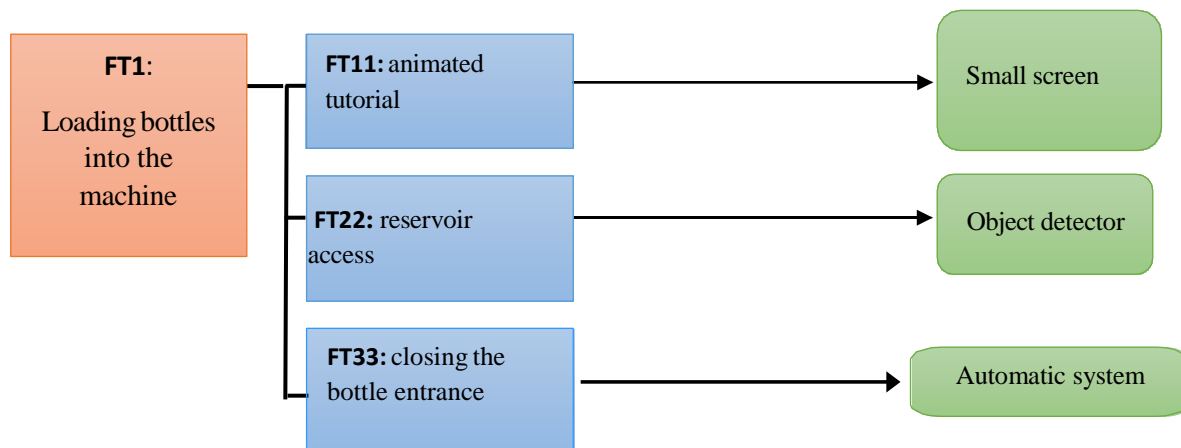 FT1:
Loading bottles
into the
machine
FT11: animated
tutorial
Small screen
FT22: reservoir
access
Object detector
FT33: closing the
bottle entrance
Automatic system